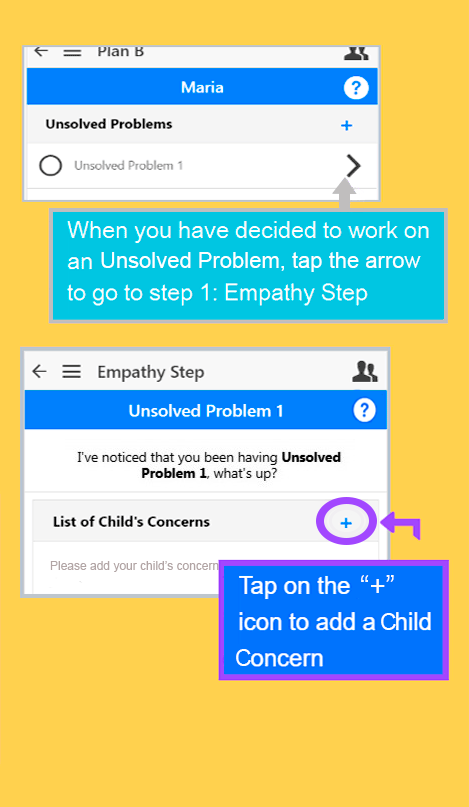 Plan B
Maria
?
Unsolved Problems +
Unsolved Problem 1
When you have decided to work on
an Unsolved Problem, tap the arrow
to go to step 1: Empathy Step
Empathy Step
Unsolved Problem 1
?
I've noticed that you been having Unsolved
Problem 1, what's up?
List of Child's Concerns +
Please add your child's concern
Tap on the “+”
icon to add a Child
Concern